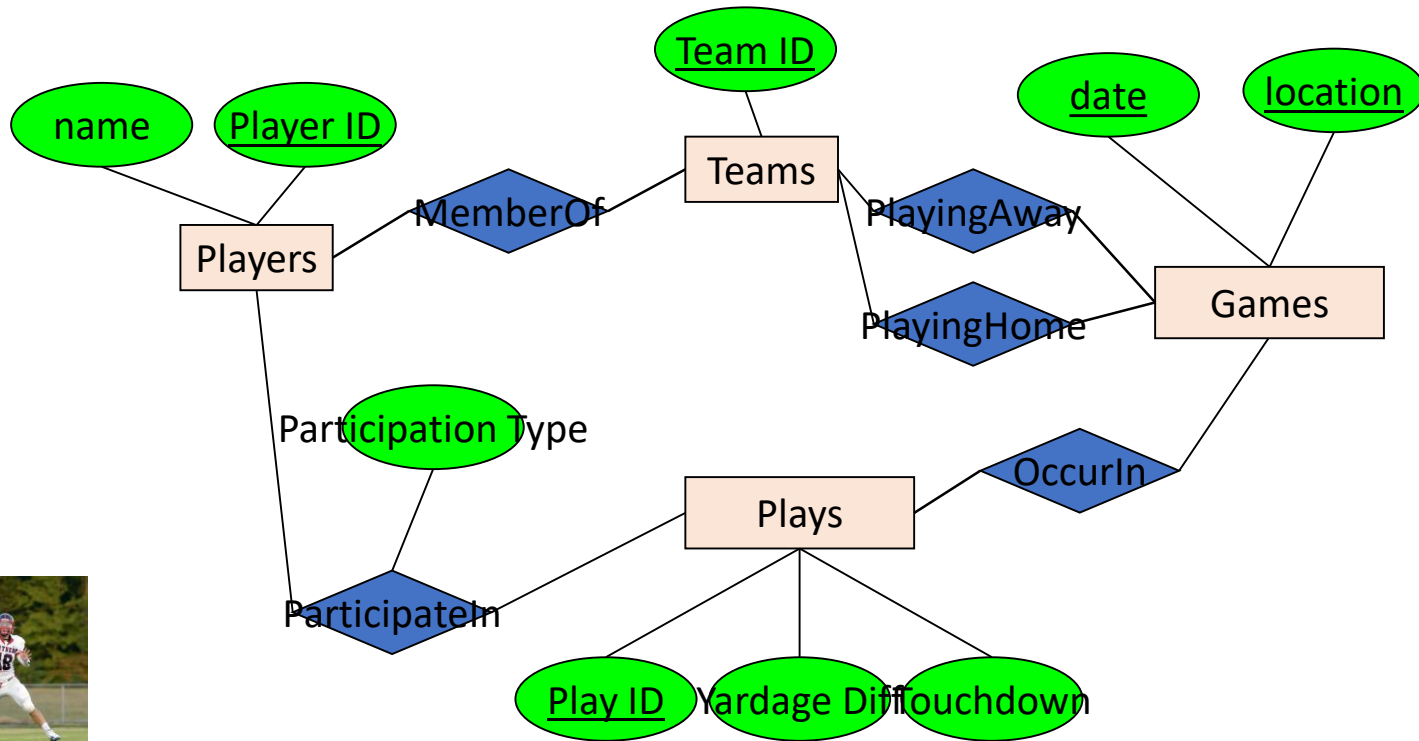 Team ID
date
location
name
Player ID
Teams
MemberOf
PlayingAway
Players
Games
PlayingHome
Participation Type
OccurIn
Plays
ParticipateIn
Play ID
Yardage Diff
Touchdown